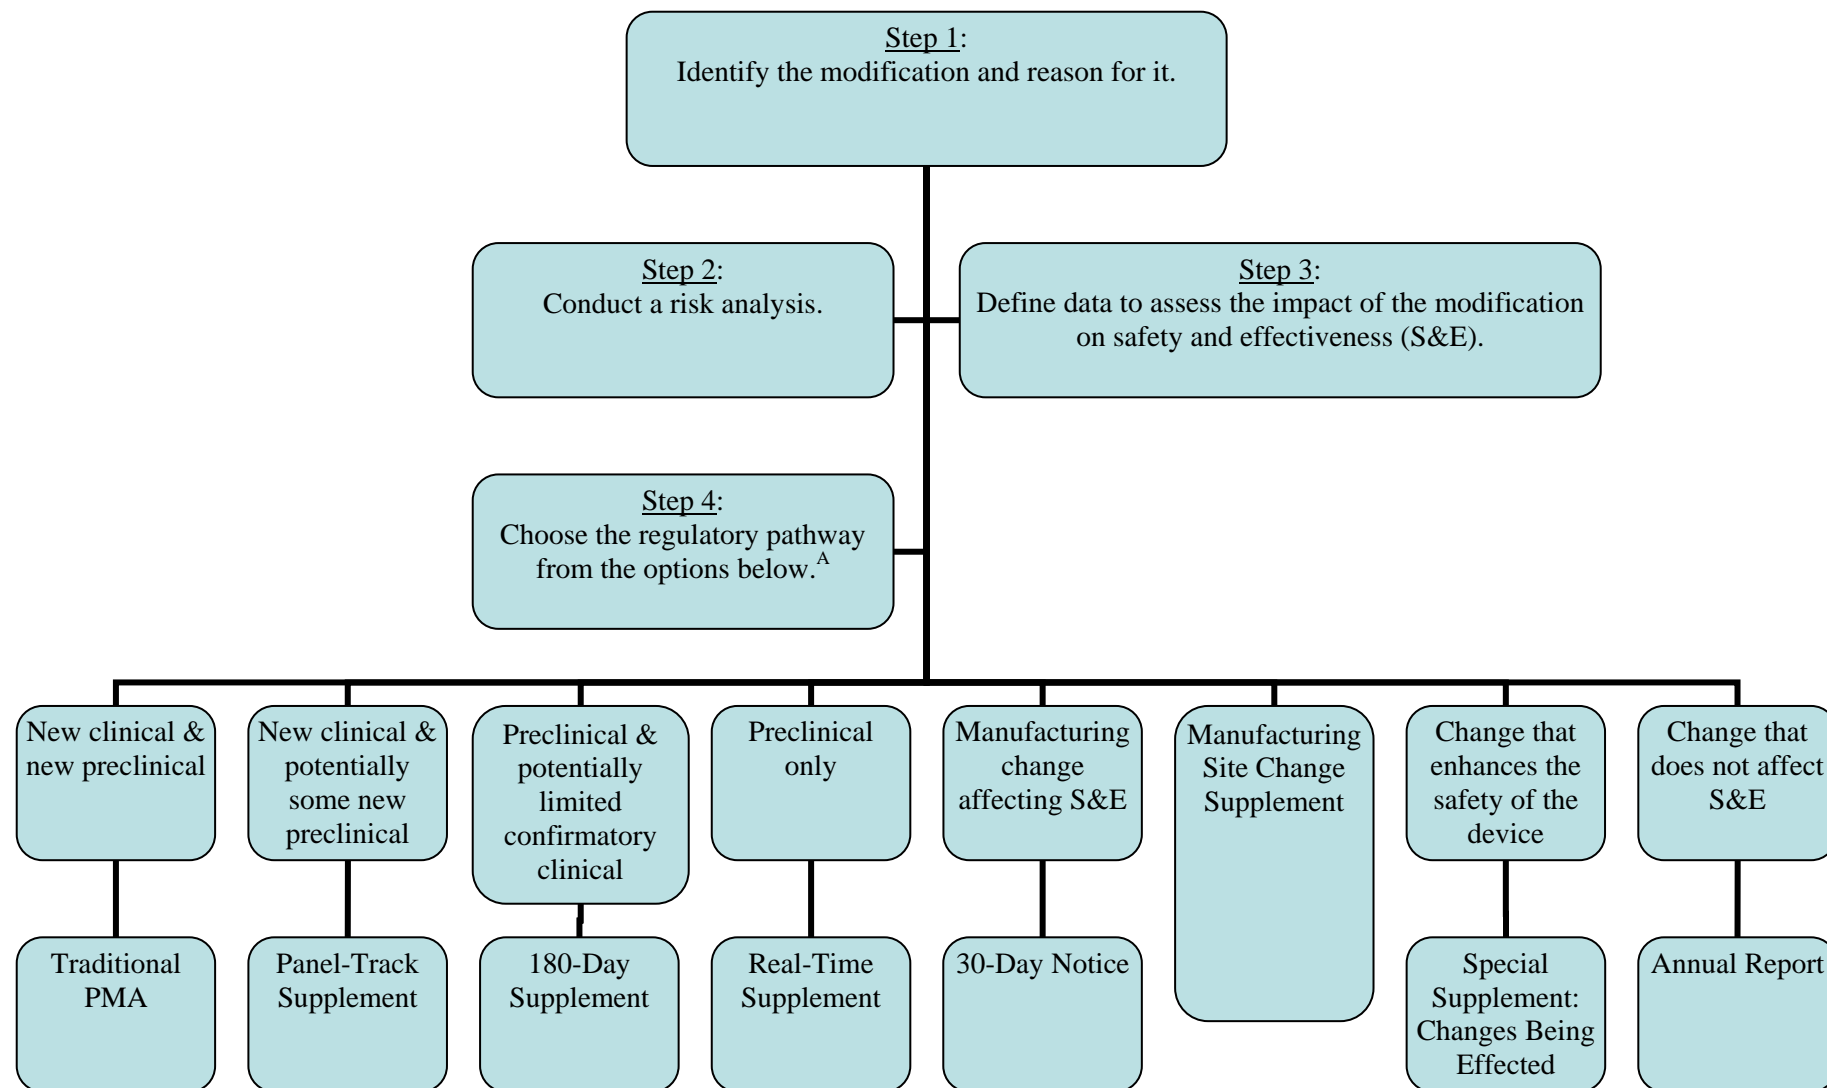 Step 1:
Identify the modification and reason for it.
Step 2:
Conduct a risk analysis.
Step 3:
Define data to assess the impact of the modification
on safety and effectiveness (S&E).
Step 4:
Choose the regulatory pathway
from the options below.A
New clinical &
new preclinical
New clinical &
potentially
some new
preclinical
Preclinical &
potentially
limited
confirmatory
clinical
Preclinical
only
Manufacturing
change
affecting S&E
Manufacturing
Site Change
Supplement
Change that
enhances the
safety of the
device
Change that
does not affect
S&E
Traditional
PMA
Panel-Track
Supplement
180-Day
Supplement
Real-Time
Supplement
30-Day Notice
Special
Supplement:
Changes Being
Effected
Annual Report